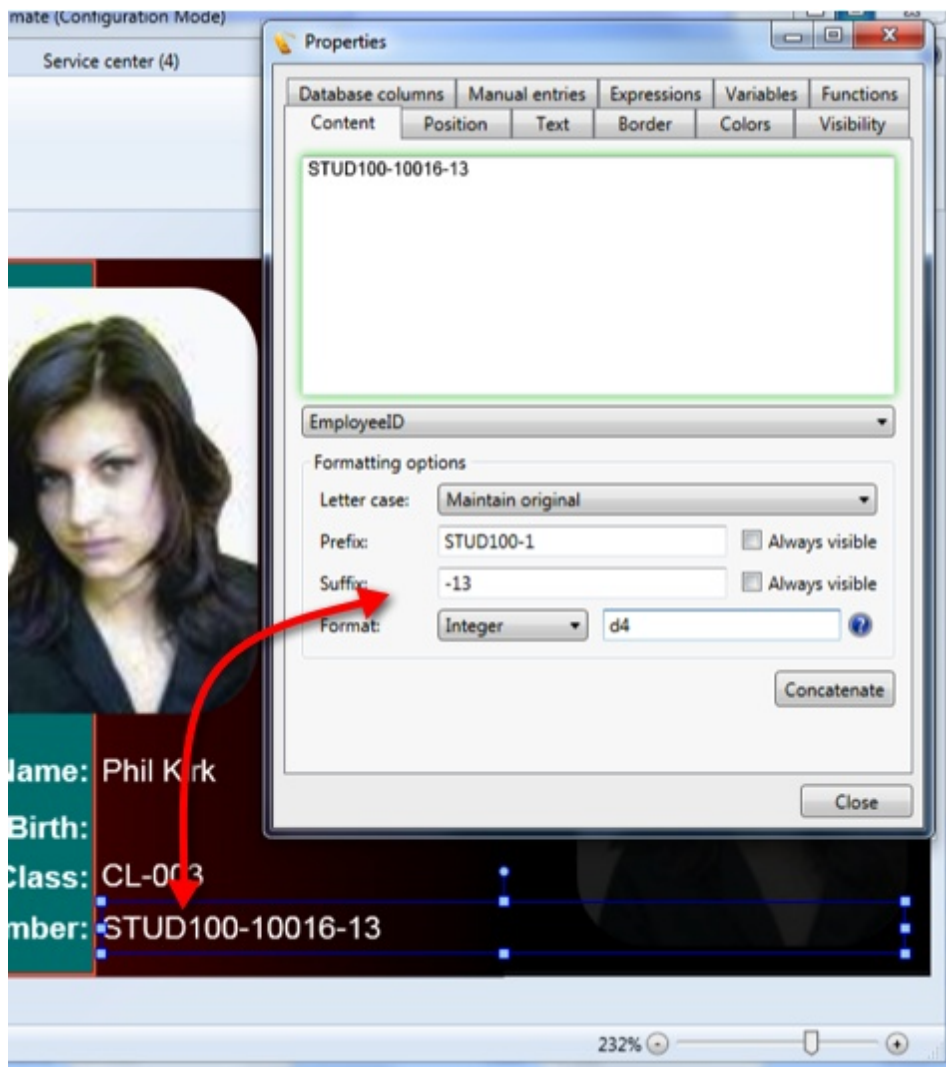 mate (Configuration Mode)
Service center (4)
Properties
Database columns Manual entries Expressions Variables Functions
Content Position Text Border Colors Visibility
STUD100-10016-13
EmployeeID
Formatting options
Letter case: Maintain original
Prefix: STUD100-1 Always visible
Suffix: -13 Always visible
Format: Integer d4 ?
Concatenate
Close
Name: Phil Kirk
Birth:
Class: CL-003
mber: STUD100-10016-13
232%